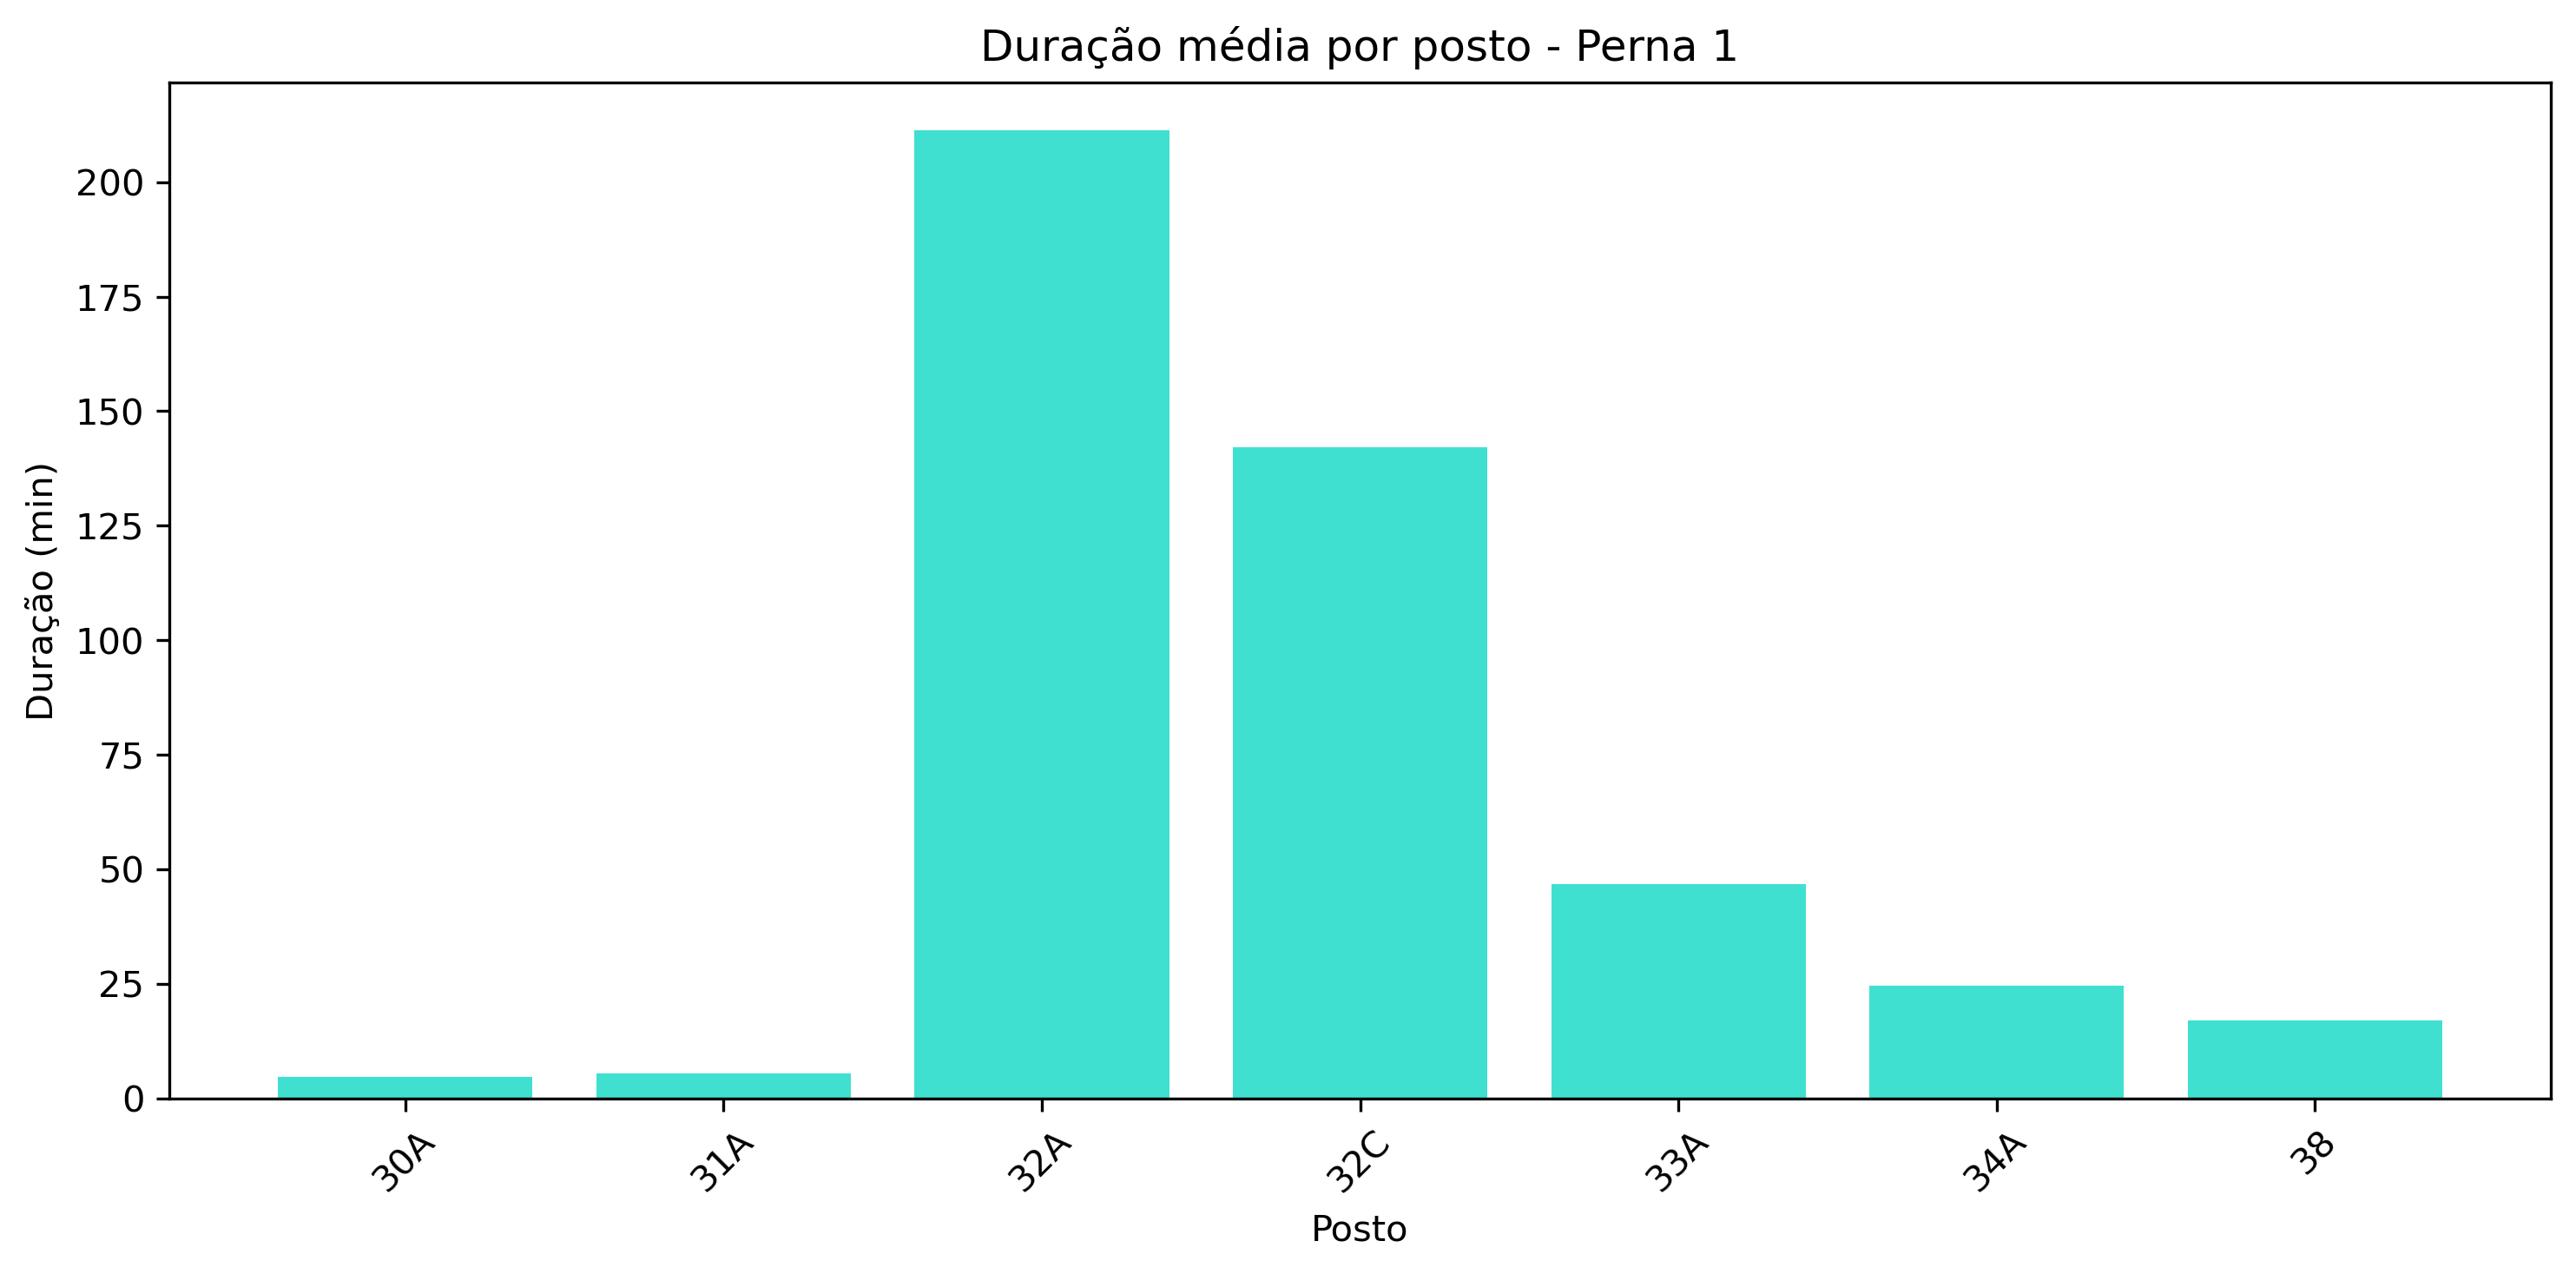 Duração média por posto - Perna 1
Duração (min)
200
175
150
125
100
75
50
25
0
30A 31A 32A 32C 33A 34A 38
Posto